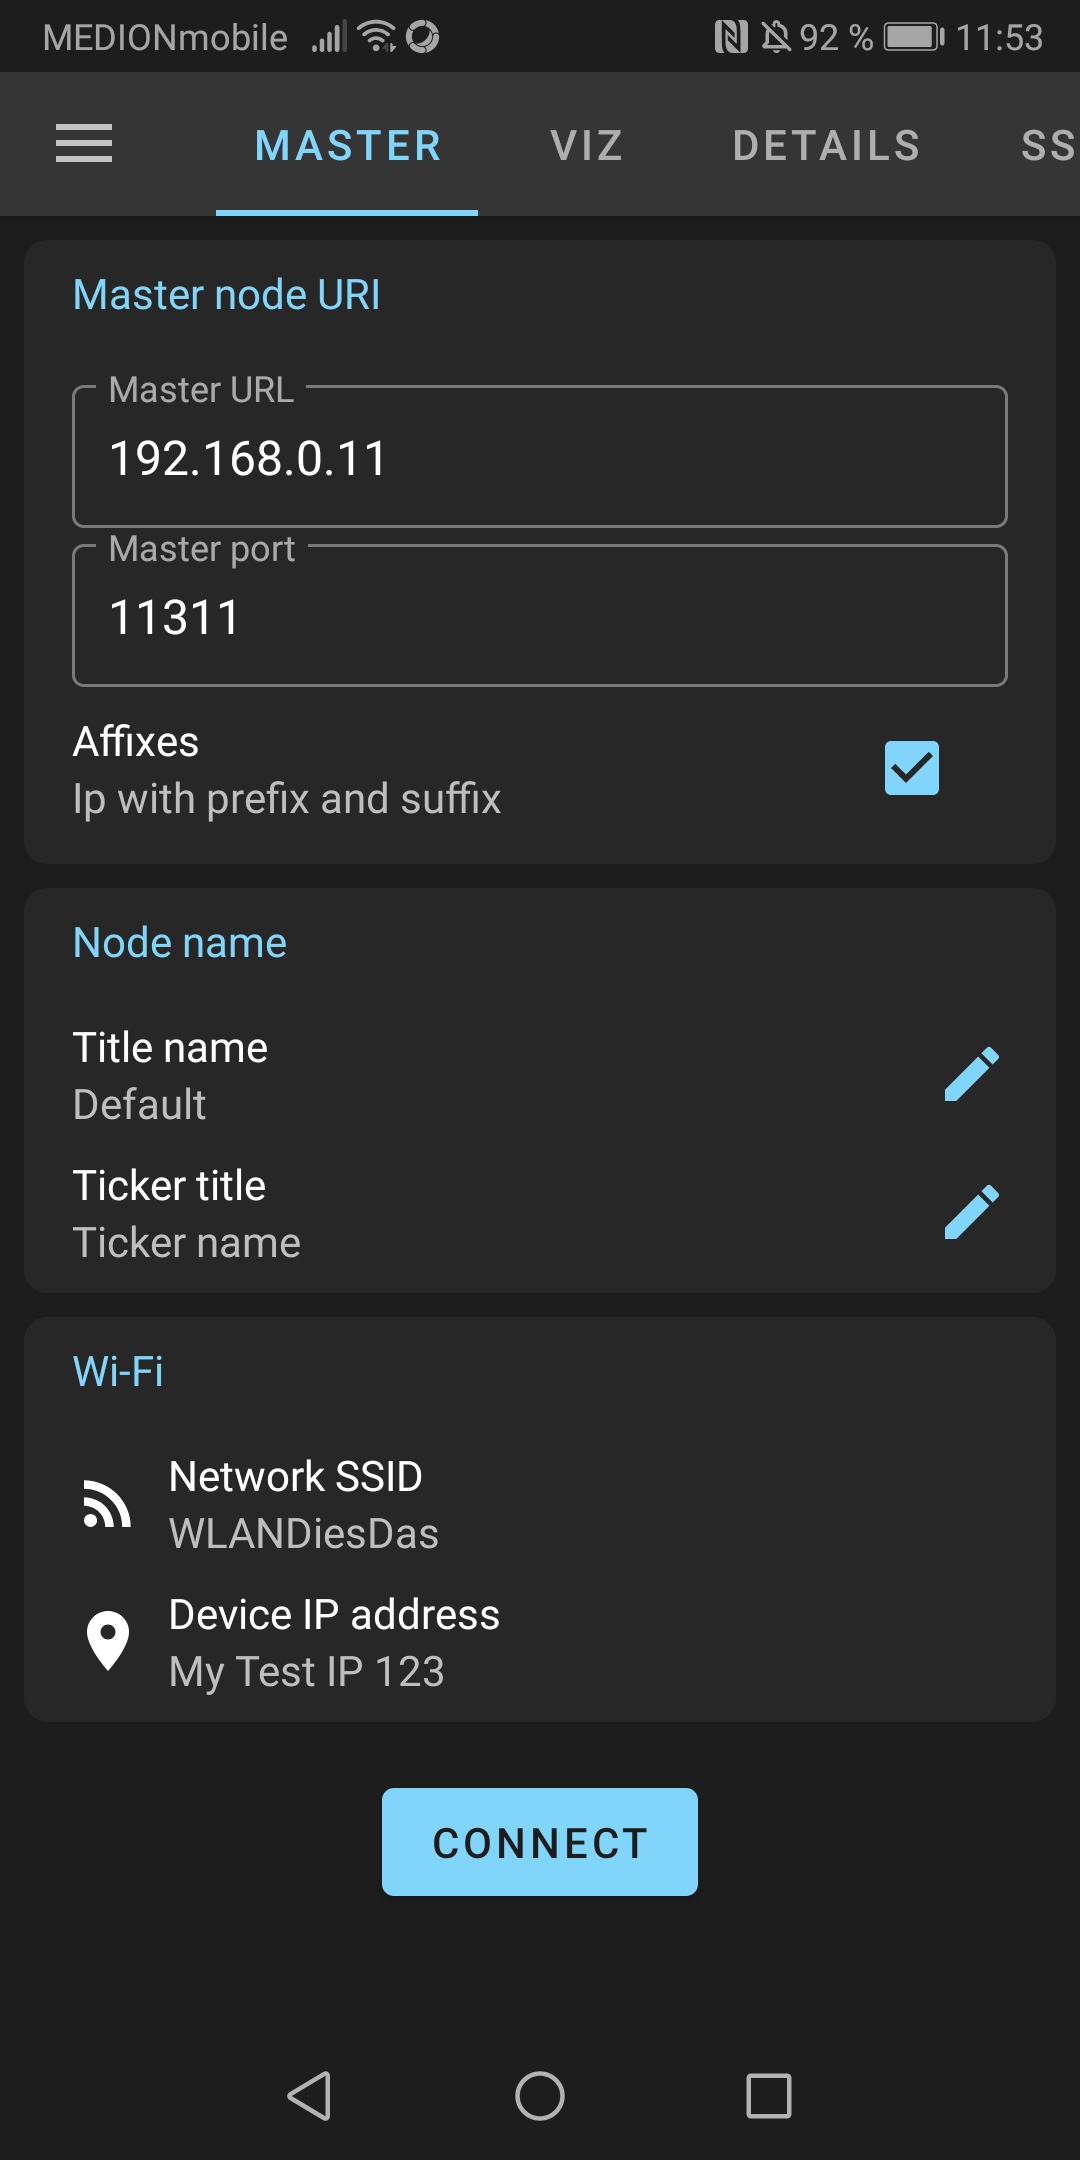 MEDIONmobile 92 % 11:53
MASTER VIZ DETAILS SS
Master node URI
Master URL
192.168.0.11
Master port
11311
Affixes
Ip with prefix and suffix
Node name
Title name
Default
Ticker title
Ticker name
Wi-Fi
Network SSID
WLANDiesDas
Device IP address
My Test IP 123
CONNECT